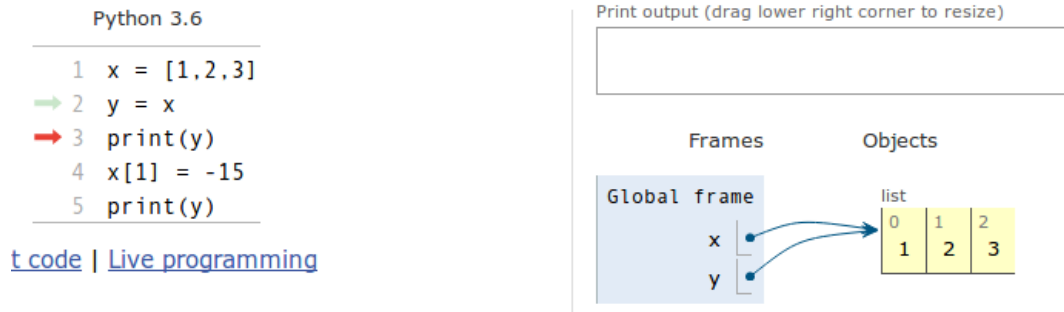 Python 3.6
1 x = [1,2,3]
2 y = x
3 print(y)
4 x[1] = -15
5 print(y)
t code | Live programming
Print output (drag lower right corner to resize)
Frames Objects
Global frame
x
y
list
0 1 2
1 2 3